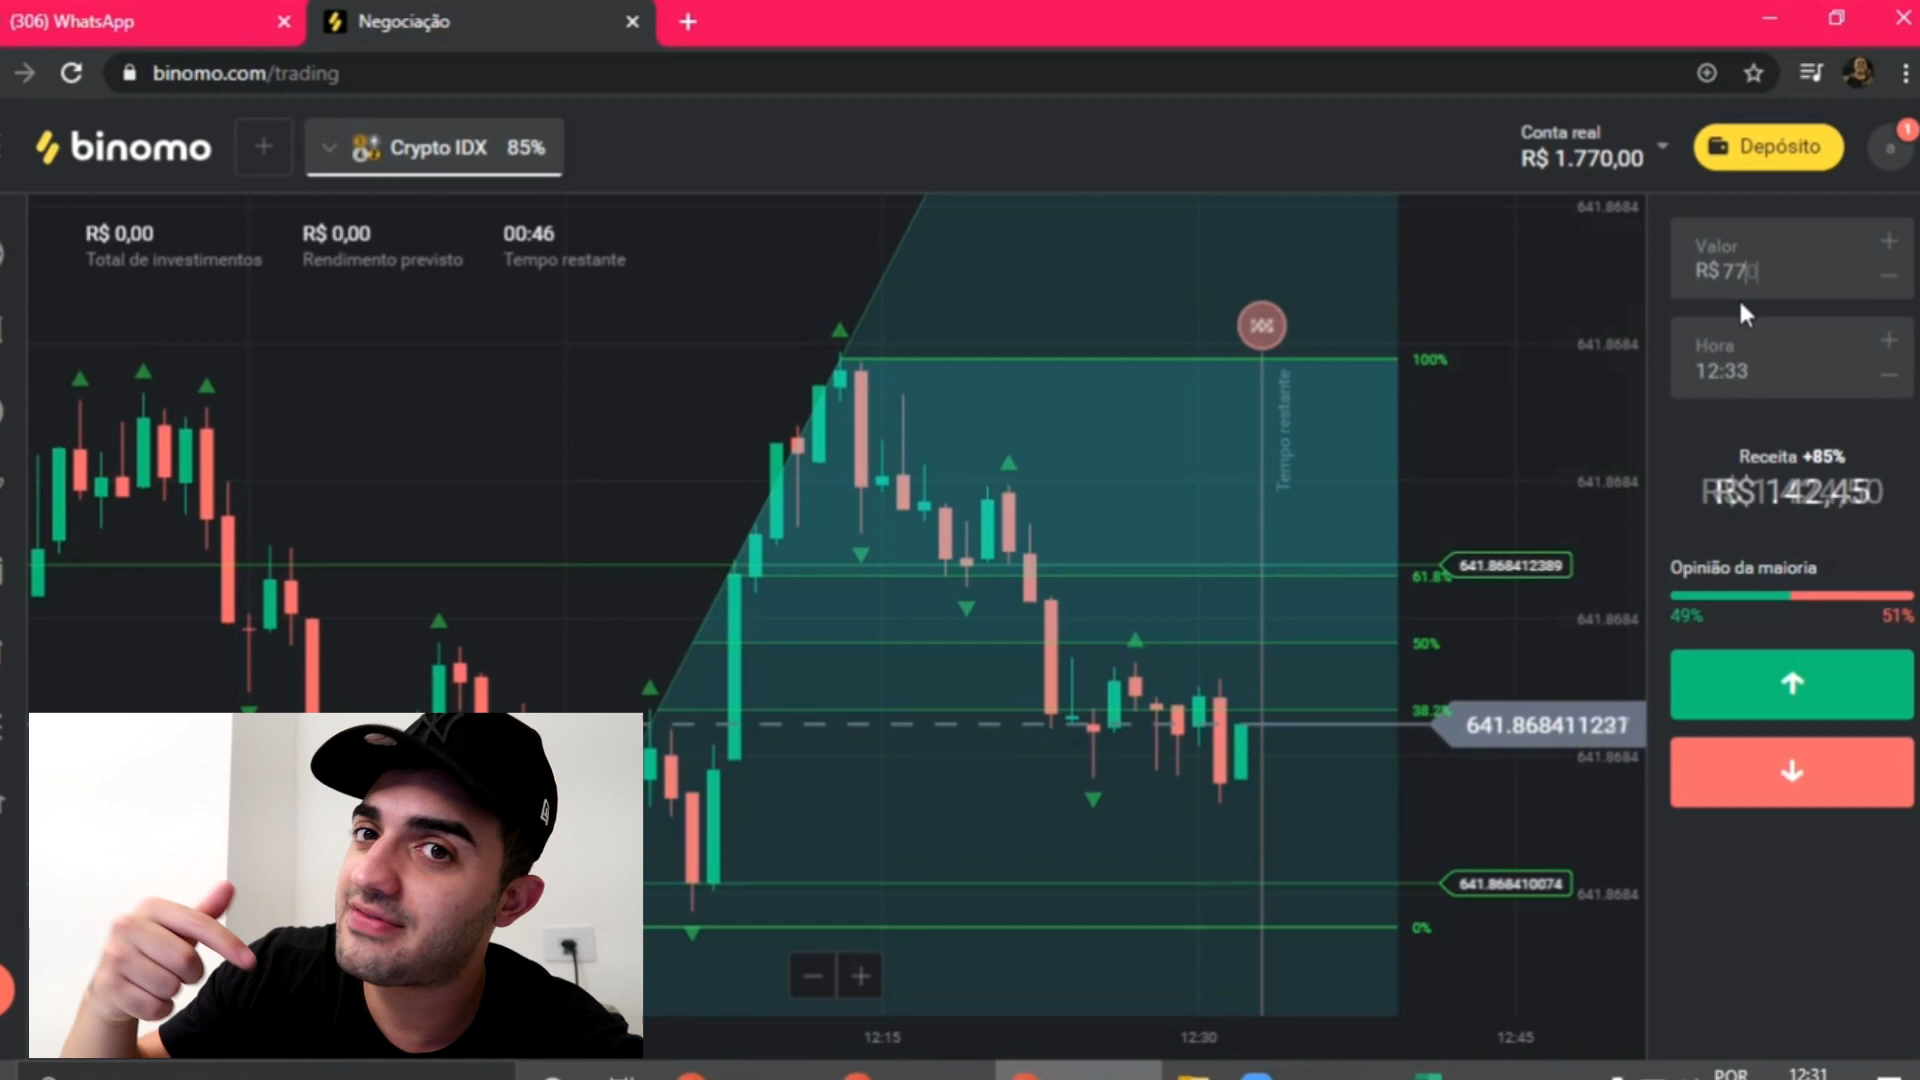 (306) WhatsApp
Negociação
binomo.com/trading
binomo
Crypto IDX 85%
Conta real
R$ 1.770,00
Depósito
1
a
R$ 0,00
Total de investimentos
R$ 0,00
Rendimento previsto
00:46
Tempo restante
641.8684
Valor
R$ 770
641.8684
100%
Hora
12:33
Tempo restante
Receita +85%
641.8684
Opinião da maioria
49%
51%
641.868412389
61.8%
641.8684
50%
38.2%
641.868411237
641.8684
641.868410074
641.8684
0%
12:15
12:30
12:45
POR
12:31